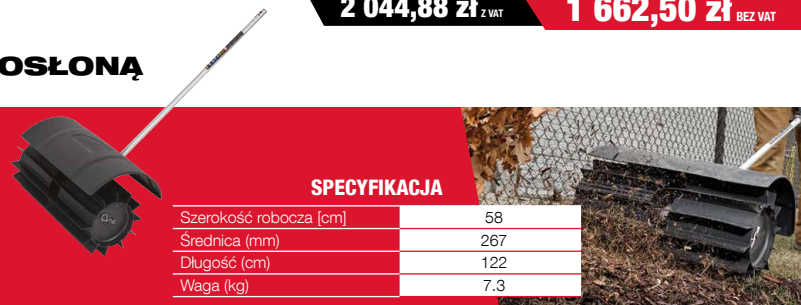 2 044,88 zł Z VAT
1 662,50 zł BEZ VAT
OSŁONĄ
SPECYFIKACJA
Szerokość robocza [cm] 58
Średnica (mm) 267
Długość (cm) 122
Waga (kg) 7.3